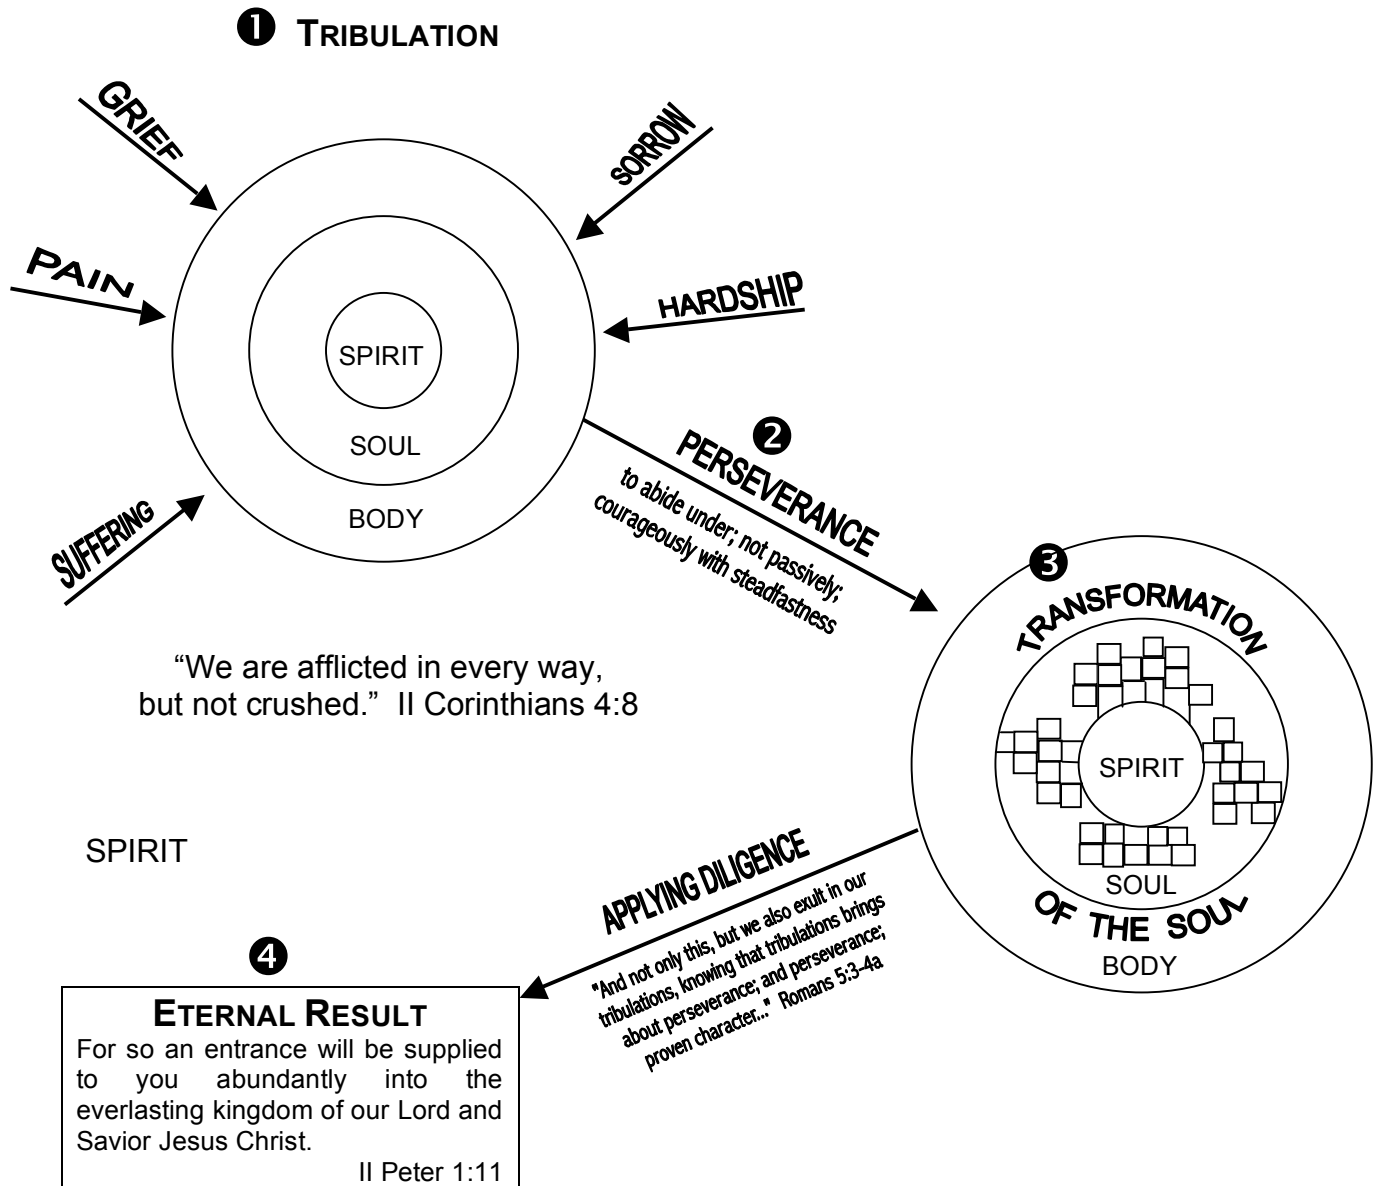 ❶ TRIBULATION
GRIEF
SORROW
PAIN
HARDSHIP
SPIRIT
SOUL
BODY
SUFFERING
❷
PERSEVERANCE
to abide under; not passively;
courageously with steadfastness
“We are afflicted in every way,
but not crushed.” II Corinthians 4:8
❸
TRANSFORMATION
SPIRIT
SOUL
OF THE SOUL
BODY
SPIRIT
APPLYING DILIGENCE
"And not only this, but we also exult in our
tribulations, knowing that tribulations brings
about perseverance; and perseverance;
proven character..." Romans 5:3-4a
❹
ETERNAL RESULT
For so an entrance will be supplied
to you abundantly into the
everlasting kingdom of our Lord and
Savior Jesus Christ.
II Peter 1:11